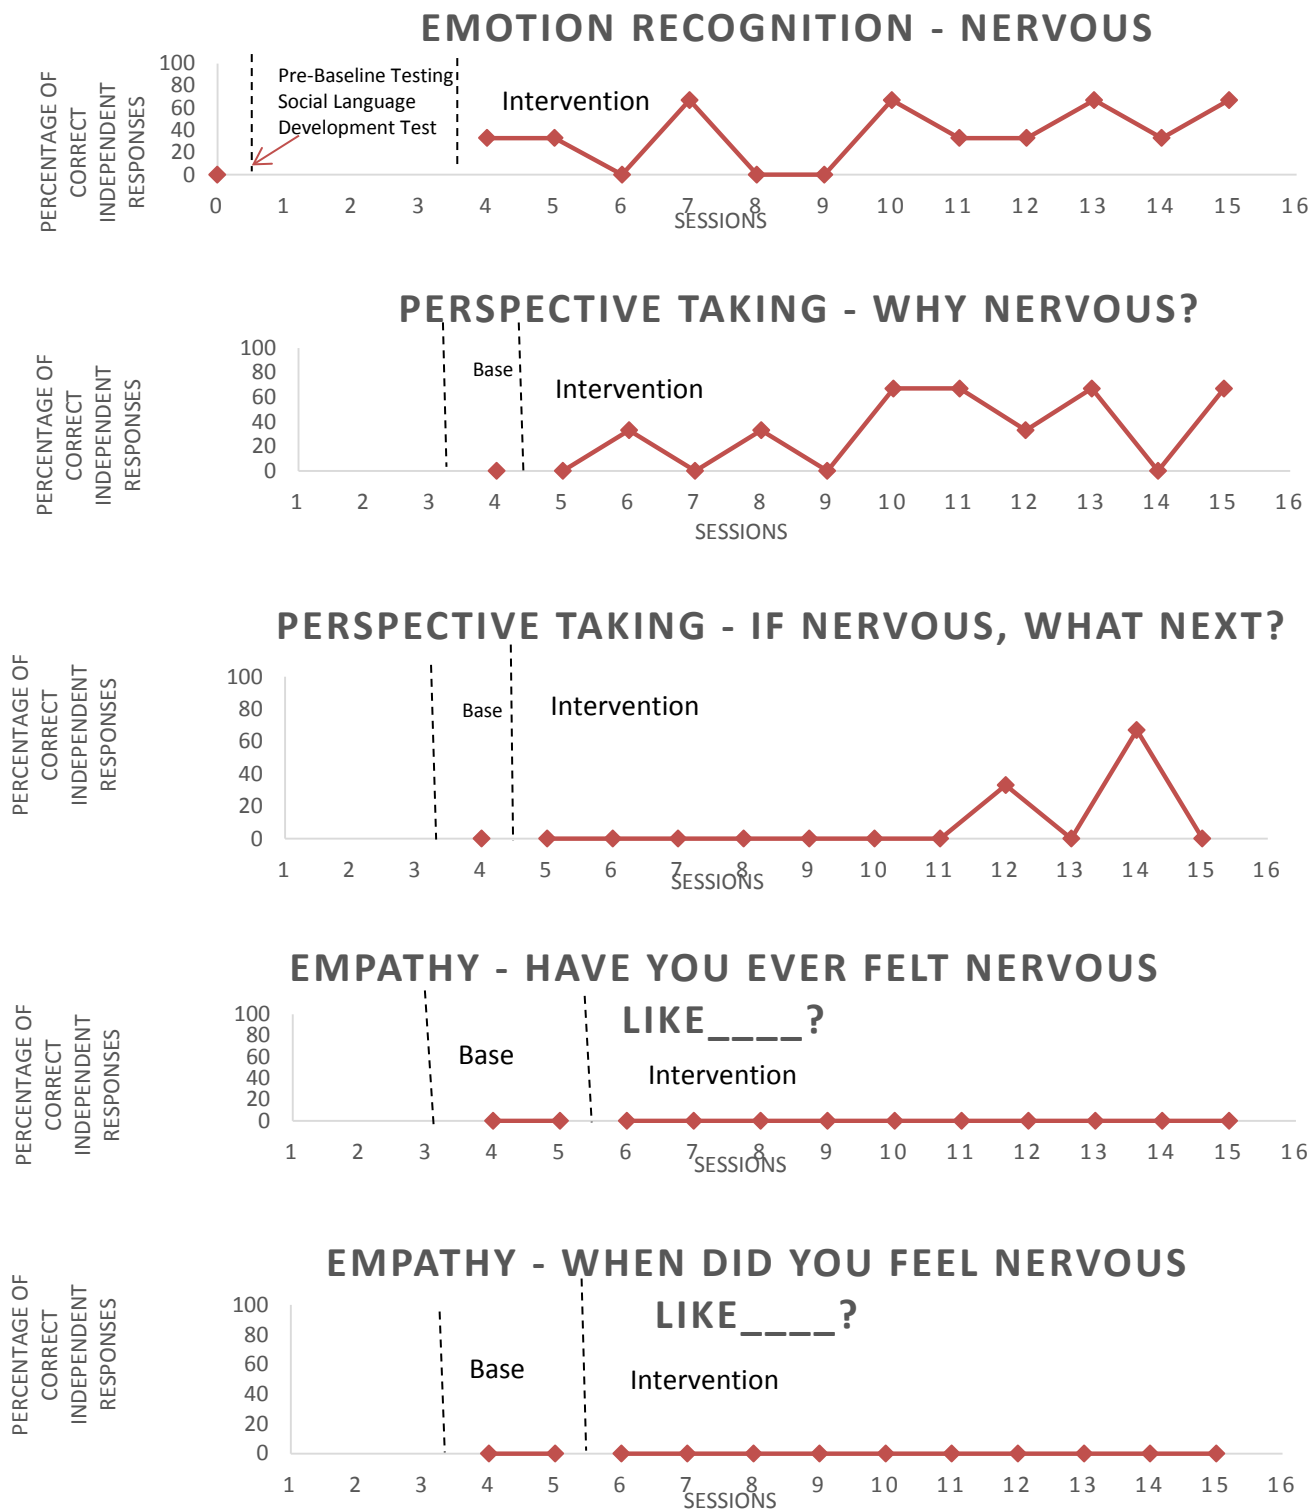 EMOTION RECOGNITION - NERVOUS
PERCENTAGE OF
CORRECT
INDEPENDENT
RESPONSES
100
80
60
40
20
0
Pre-Baseline Testing
Social Language
Development Test
Intervention
0 1 2 3 4 5 6 7 8 9 10 11 12 13 14 15 16
SESSIONS
PERSPECTIVE TAKING - WHY NERVOUS?
PERCENTAGE OF
CORRECT
INDEPENDENT
RESPONSES
100
80
60
40
20
0
Base
Intervention
1 2 3 4 5 6 7 8 9 10 11 12 13 14 15 16
SESSIONS
PERSPECTIVE TAKING - IF NERVOUS, WHAT NEXT?
PERCENTAGE OF
CORRECT
INDEPENDENT
RESPONSES
100
80
60
40
20
0
Base
Intervention
1 2 3 4 5 6 7 8 9 10 11 12 13 14 15 16
SESSIONS
EMPATHY - HAVE YOU EVER FELT NERVOUS
LIKE____?
PERCENTAGE OF
CORRECT
INDEPENDENT
RESPONSES
100
80
60
40
20
0
Base
Intervention
1 2 3 4 5 6 7 8 9 10 11 12 13 14 15 16
SESSIONS
EMPATHY - WHEN DID YOU FEEL NERVOUS
LIKE____?
PERCENTAGE OF
CORRECT
INDEPENDENT
RESPONSES
100
80
60
40
20
0
Base
Intervention
1 2 3 4 5 6 7 8 9 10 11 12 13 14 15 16
SESSIONS